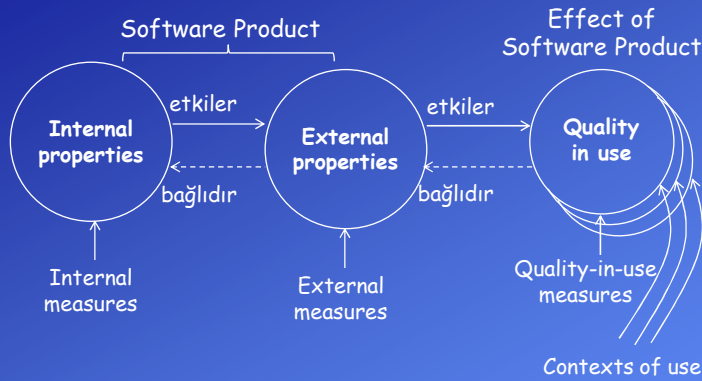 Software Product
Effect of
Software Product
Internal
properties
etkiler
bağlıdır
External
properties
etkiler
bağlıdır
Quality
in use
Internal
measures
External
measures
Quality-in-use
measures
Contexts of use